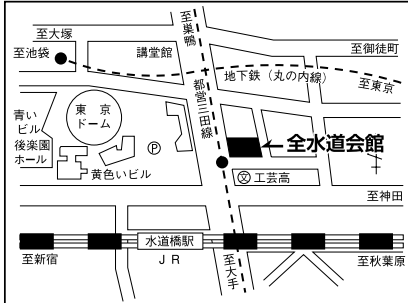 至大塚
至巣鴨
至池袋
講堂館
至御徒町
地下鉄（丸の内線）
至東京
都営三田線
青い
ビル
東京
ドーム
後楽園
ホール
黄色いビル
Ⓟ
全水道会館
文 工芸高
至神田
水道橋駅
至新宿
JR
至大手
至秋葉原